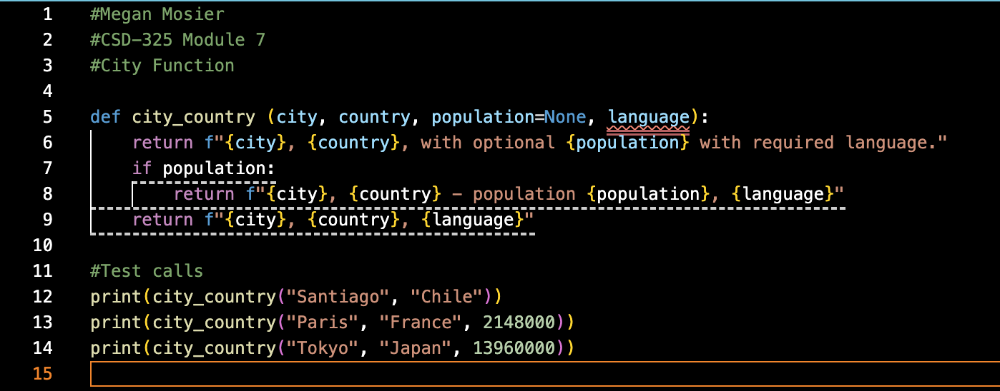 1 #Megan Mosier
2 #CSD-325 Module 7
3 #City Function
4
5 def city_country (city, country, population=None, language):
6     return f"{city}, {country}, with optional {population} with required language."
7     if population:
8         return f"{city}, {country} - population {population}, {language}"
9     return f"{city}, {country}, {language}"
10
11 #Test calls
12 print(city_country("Santiago", "Chile"))
13 print(city_country("Paris", "France", 2148000))
14 print(city_country("Tokyo", "Japan", 13960000))
15